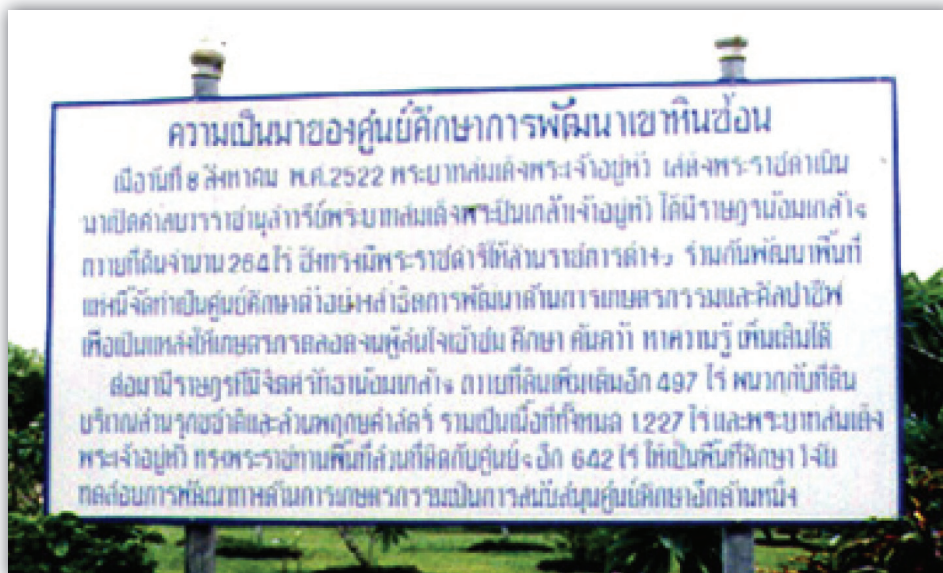 ความเป็นมาของศูนย์ศึกษาการพัฒนาเขาหินซ้อน
เมื่อวันที่ 8 สิงหาคม พ.ศ.2522 พระบาทสมเด็จพระเจ้าอยู่หัว เสด็จพระราชดำเนิน
มาเปิดศาลบวรราชานุสาวรีย์พระบาทสมเด็จพระปิ่นเกล้าเจ้าอยู่หัว ได้มีราษฎรน้อมเกล้าฯ
ถวายที่ดินจำนวน 264 ไร่ ซึ่งทรงมีพระราชดำริให้ส่วนราชการต่างๆ ร่วมกันพัฒนาพื้นที่
แห่งนี้จัดทำเป็นศูนย์ศึกษาตัวอย่างสาธิตการพัฒนาด้านการเกษตรกรรมและศิลปาชีพ
เพื่อเป็นแหล่งให้เกษตรกรตลอดจนผู้สนใจเข้าชม ศึกษา ค้นคว้า หาความรู้ เพิ่มเติมได้
ต่อมามีราษฎรที่มีจิตศรัทธาน้อมเกล้าฯ ถวายที่ดินเพิ่มเติมอีก 497 ไร่ ผนวกกับที่ดิน
บริเวณสวนรุกขชาติและสวนพฤกษศาสตร์ รวมเป็นเนื้อที่ทั้งหมด 1,227 ไร่ และพระบาทสมเด็จ
พระเจ้าอยู่หัว ทรงพระราชทานพื้นที่ส่วนที่ติดกับศูนย์ฯ อีก 642 ไร่ ให้เป็นพื้นที่ศึกษา วิจัย
ทดสอบการพัฒนาทางด้านการเกษตรกรรมเป็นการสนับสนุนศูนย์ศึกษาอีกด้านหนึ่ง